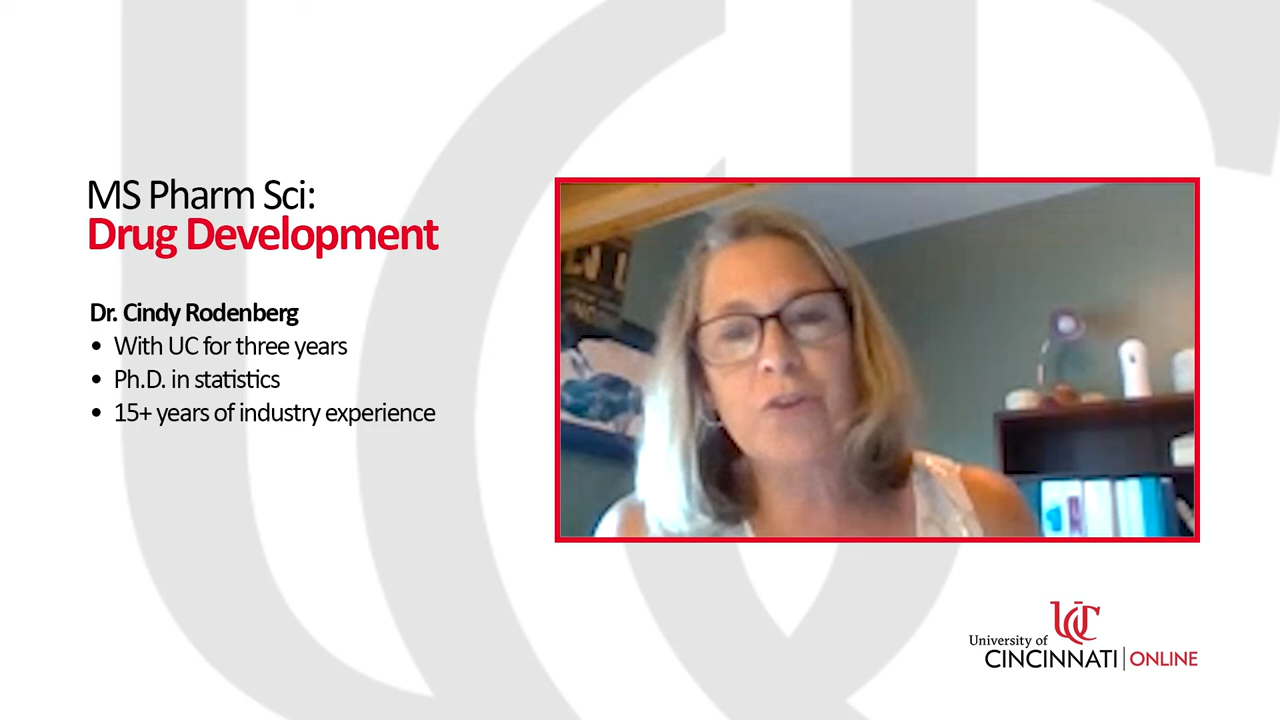 MS Pharm Sci:
Drug Development
Dr. Cindy Rodenberg
• With UC for three years
• Ph.D. in statistics
• 15+ years of industry experience
UC
University of
CINCINNATI | ONLINE